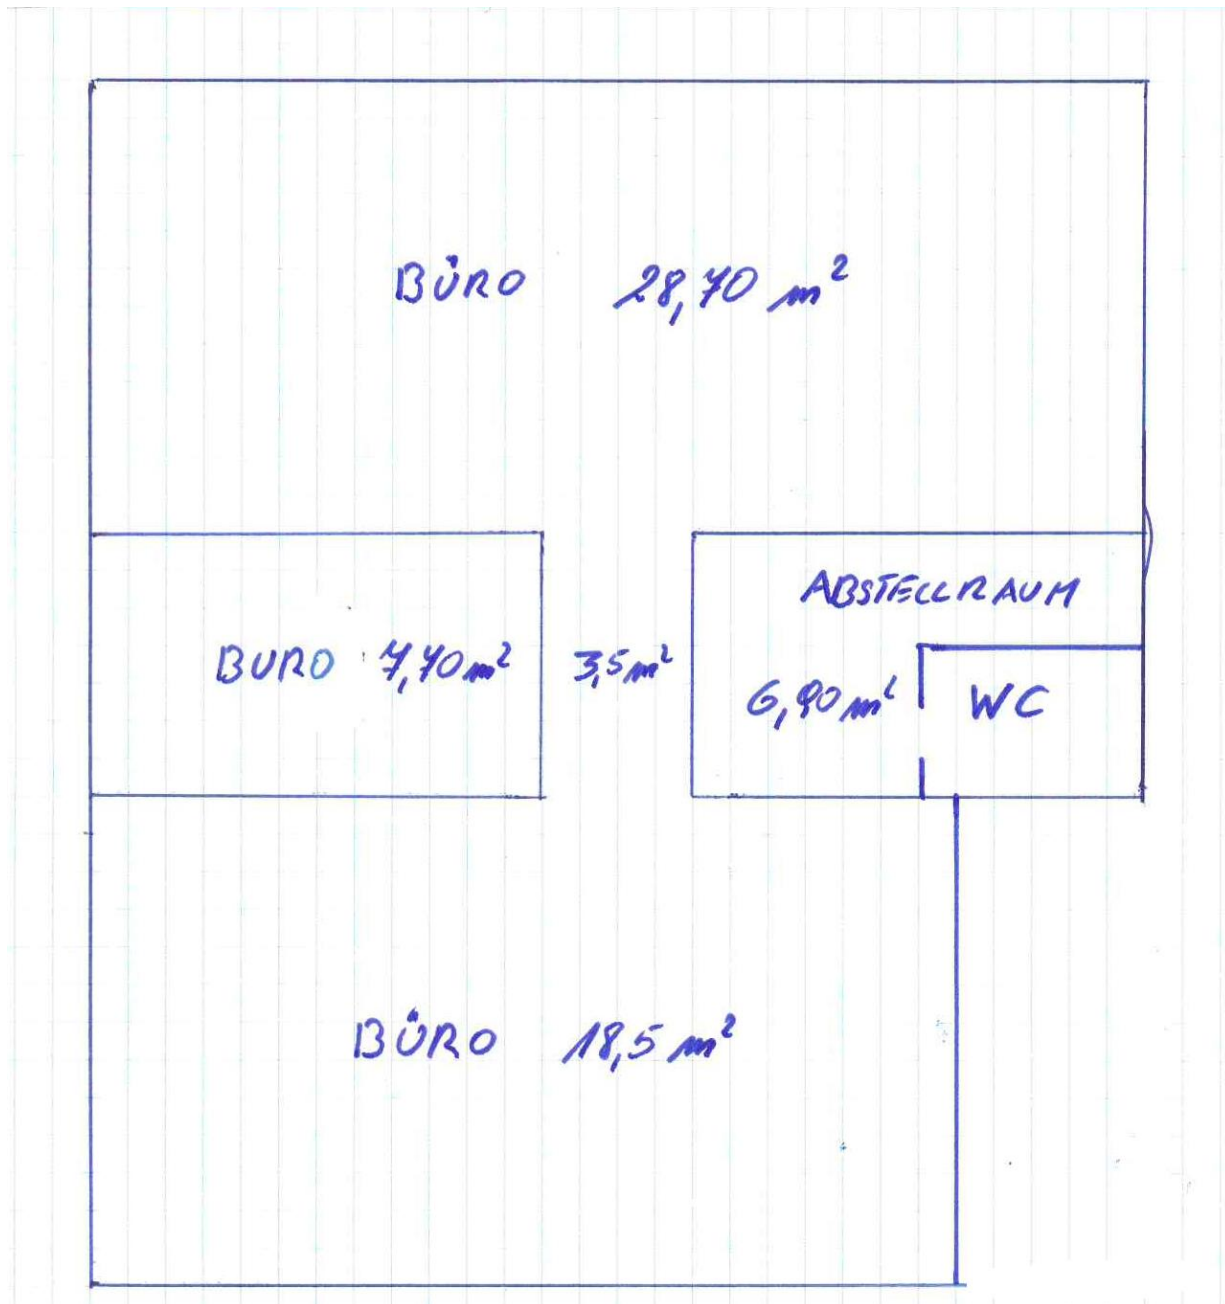 BÜRO 28,70 m²
ABSTELLRAUM
BURO 7,70 m² 3,5 m²
6,90 m² WC
BÜRO 18,5 m²